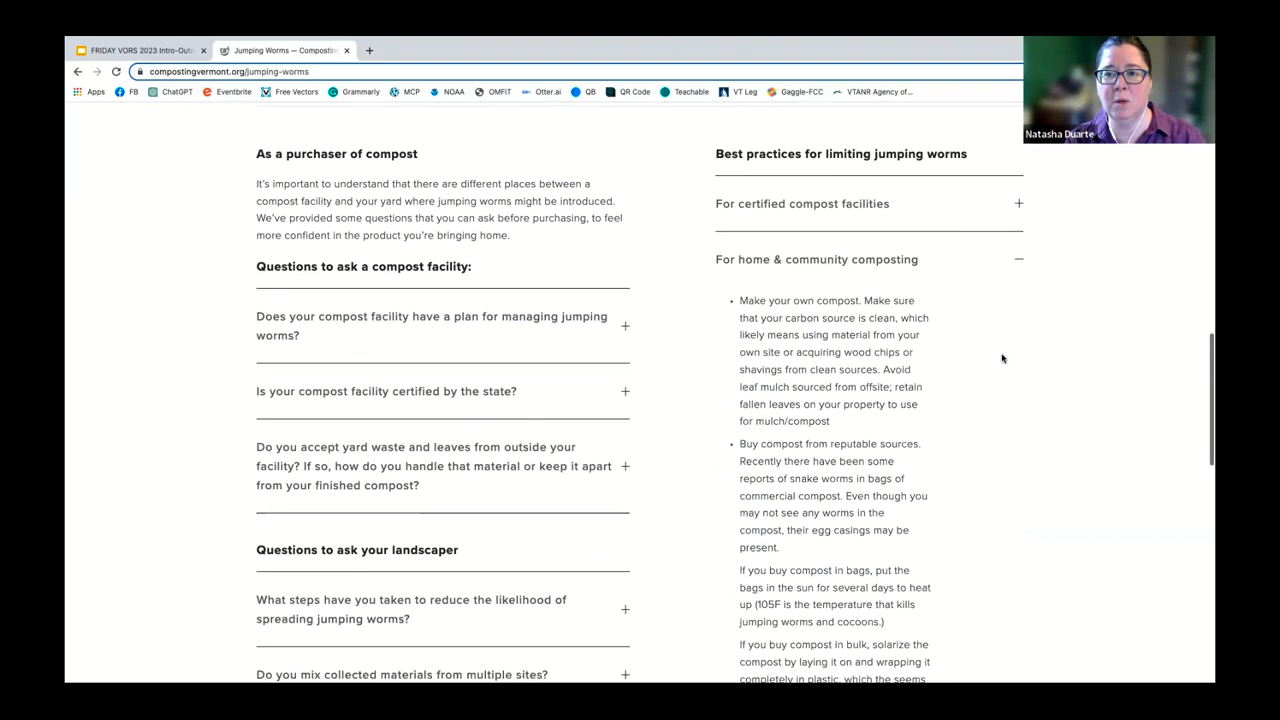 FRIDAY VORS 2023 Intro-Outr
Jumping Worms — Compostin
compostingvermont.org/jumping-worms
Apps
FB
ChatGPT
Eventbrite
Free Vectors
Grammarly
MCP
NOAA
OMFIT
Otter.ai
QB
QR Code
Teachable
VT Leg
Gaggle-FCC
VTANR Agency of...
Natasha Duarte
As a purchaser of compost
It's important to understand that there are different places between a
compost facility and your yard where jumping worms might be introduced.
We've provided some questions that you can ask before purchasing, to feel
more confident in the product you're bringing home.
Questions to ask a compost facility:
Does your compost facility have a plan for managing jumping
worms?
Is your compost facility certified by the state?
Do you accept yard waste and leaves from outside your
facility? If so, how do you handle that material or keep it apart
from your finished compost?
Questions to ask your landscaper
What steps have you taken to reduce the likelihood of
spreading jumping worms?
Do you mix collected materials from multiple sites?
Best practices for limiting jumping worms
For certified compost facilities
For home & community composting
• Make your own compost. Make sure
that your carbon source is clean, which
likely means using material from your
own site or acquiring wood chips or
shavings from clean sources. Avoid
leaf mulch sourced from offsite; retain
fallen leaves on your property to use
for mulch/compost
• Buy compost from reputable sources.
Recently there have been some
reports of snake worms in bags of
commercial compost. Even though you
may not see any worms in the
compost, their egg casings may be
present.
If you buy compost in bags, put the
bags in the sun for several days to heat
up (105F is the temperature that kills
jumping worms and cocoons.)
If you buy compost in bulk, solarize the
compost by laying it on and wrapping it
completely in plastic, which the seems